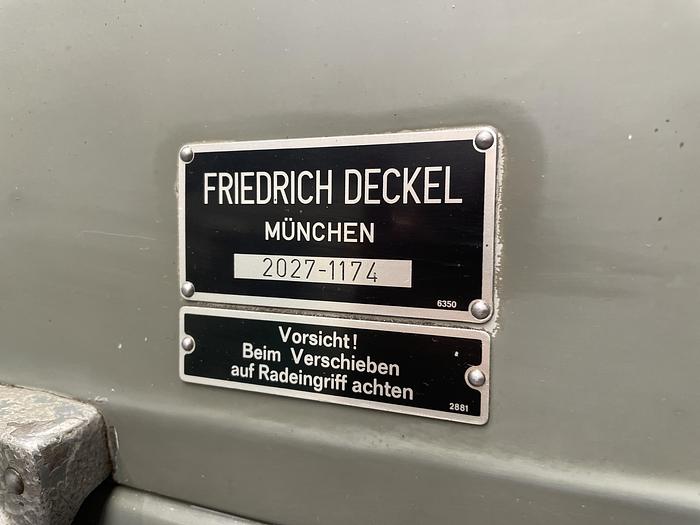 FRIEDRICH DECKEL
MÜNCHEN
2027-1174
6350
Vorsicht!
Beim Verschieben
auf Radeingriff achten
2881